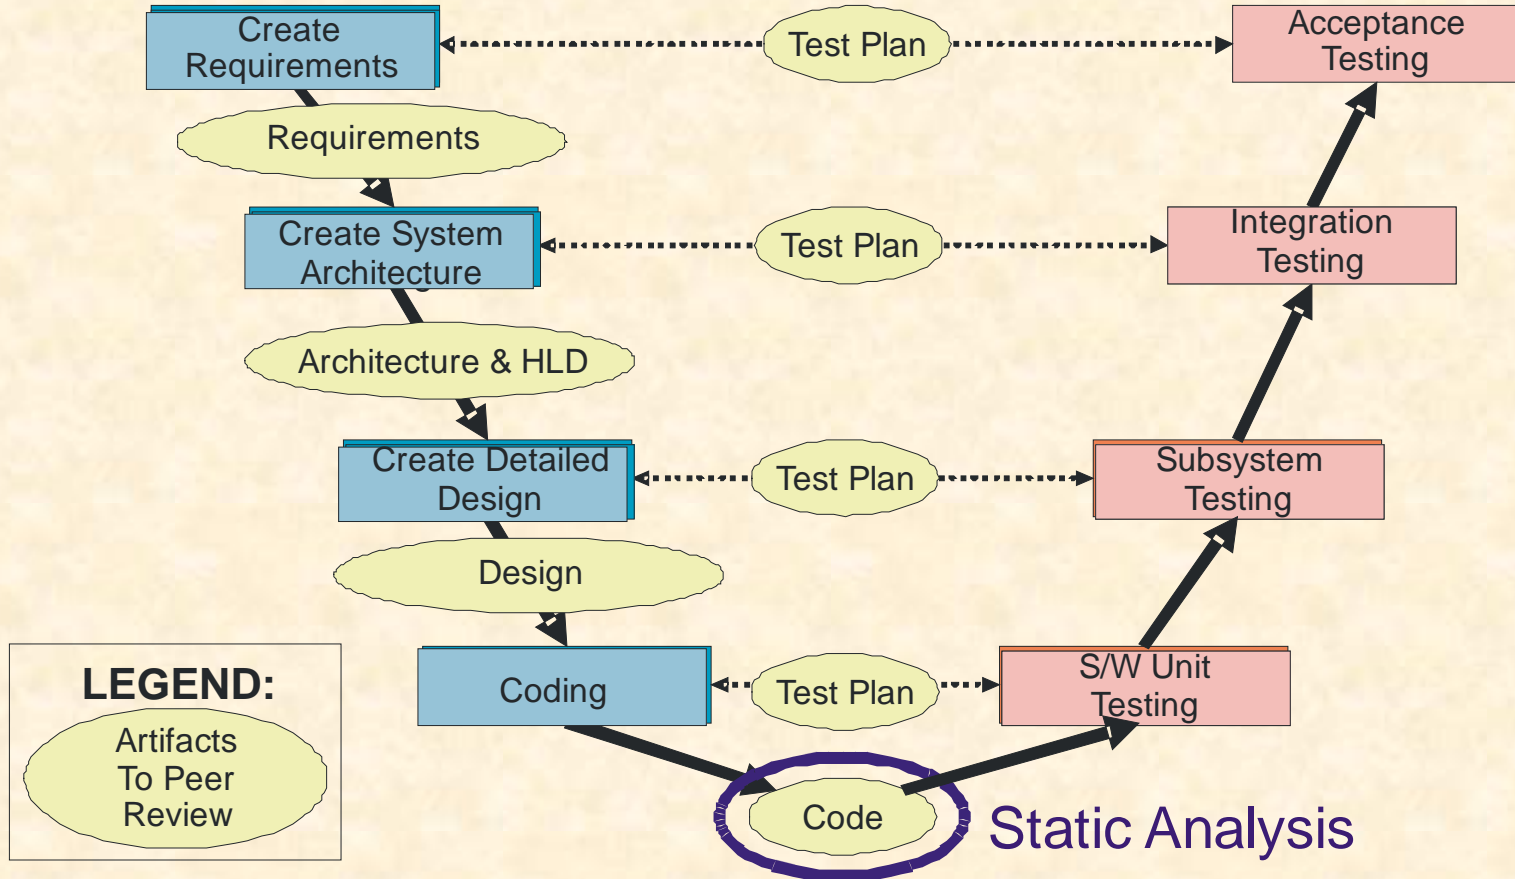 Create
Requirements
Test Plan
Acceptance
Testing
Requirements
Create System
Architecture
Test Plan
Integration
Testing
Architecture & HLD
Create Detailed
Design
Test Plan
Subsystem
Testing
Design
Coding
Test Plan
S/W Unit
Testing
LEGEND:
Artifacts
To Peer
Review
Code
Static Analysis